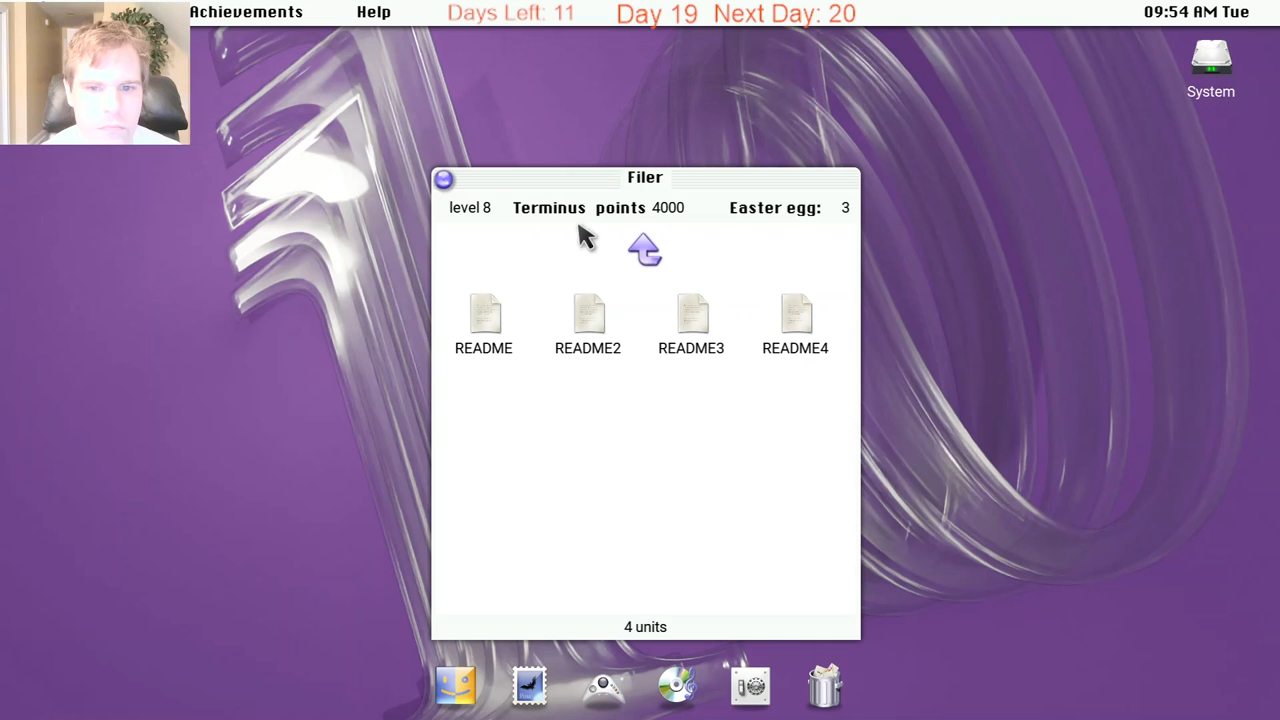 Achievements Help Days Left: 11 Day 19 Next Day: 20 09:54 AM Tue
System
Filer
level 8 Terminus points 4000 Easter egg: 3
README README2 README3 README4
4 units